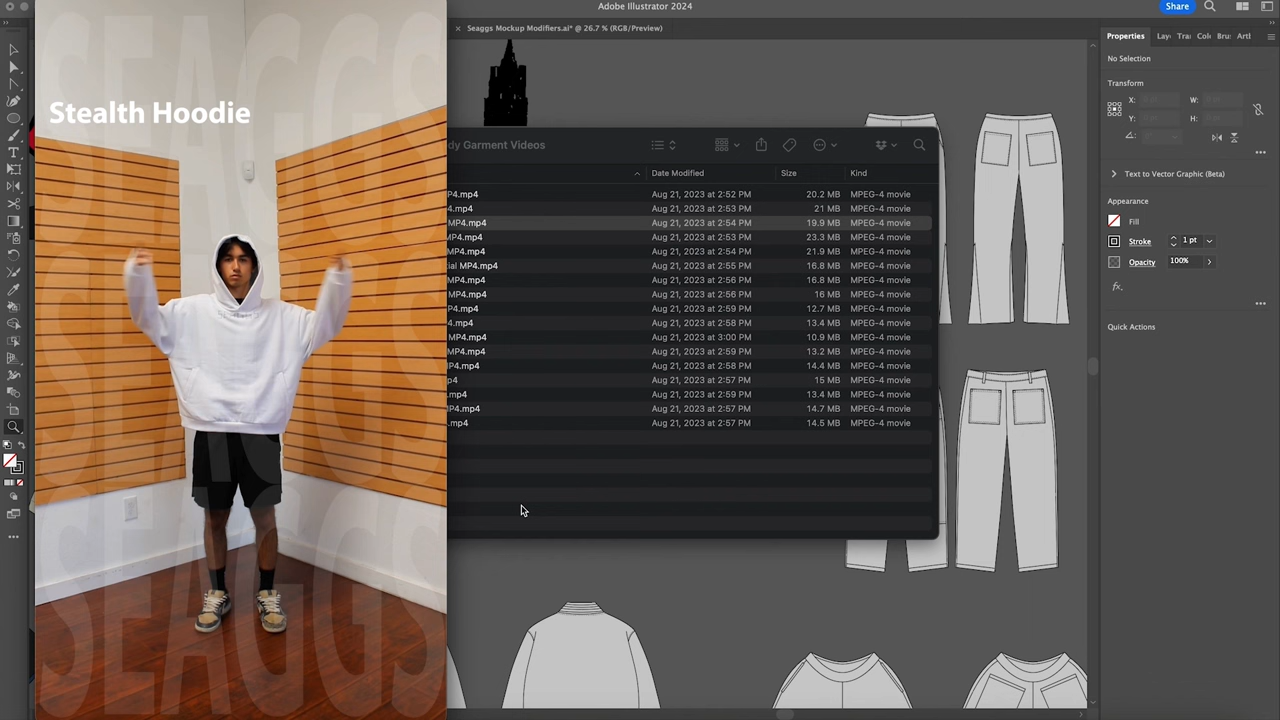 Adobe Illustrator 2024
Share
× Seaggs Mockup Modifiers.ai* @ 26.7 % (RGB/Preview)
SEAGGS
Stealth Hoodie
SEAGGS
SEAGGS
dy Garment Videos
Date Modified Size Kind
P4.mp4 Aug 21, 2023 at 2:52 PM 20.2 MB MPEG-4 movie
4.mp4 Aug 21, 2023 at 2:53 PM 21 MB MPEG-4 movie
MP4.mp4 Aug 21, 2023 at 2:54 PM 19.9 MB MPEG-4 movie
MP4.mp4 Aug 21, 2023 at 2:53 PM 23.3 MB MPEG-4 movie
MP4.mp4 Aug 21, 2023 at 2:54 PM 21.9 MB MPEG-4 movie
ial MP4.mp4 Aug 21, 2023 at 2:55 PM 16.8 MB MPEG-4 movie
MP4.mp4 Aug 21, 2023 at 2:56 PM 16.8 MB MPEG-4 movie
MP4.mp4 Aug 21, 2023 at 2:56 PM 16 MB MPEG-4 movie
P4.mp4 Aug 21, 2023 at 2:59 PM 12.7 MB MPEG-4 movie
4.mp4 Aug 21, 2023 at 2:58 PM 13.4 MB MPEG-4 movie
MP4.mp4 Aug 21, 2023 at 3:00 PM 10.9 MB MPEG-4 movie
MP4.mp4 Aug 21, 2023 at 2:59 PM 13.2 MB MPEG-4 movie
IP4.mp4 Aug 21, 2023 at 2:58 PM 14.4 MB MPEG-4 movie
p4 Aug 21, 2023 at 2:57 PM 15 MB MPEG-4 movie
.mp4 Aug 21, 2023 at 2:59 PM 13.4 MB MPEG-4 movie
IP4.mp4 Aug 21, 2023 at 2:57 PM 14.7 MB MPEG-4 movie
.mp4 Aug 21, 2023 at 2:57 PM 14.5 MB MPEG-4 movie
Properties Lay Tra Col Bru Artl
No Selection
Transform
X: W:
Y: H:
Text to Vector Graphic (Beta)
Appearance
Fill
Stroke 1 pt
Opacity 100%
fx.
Quick Actions